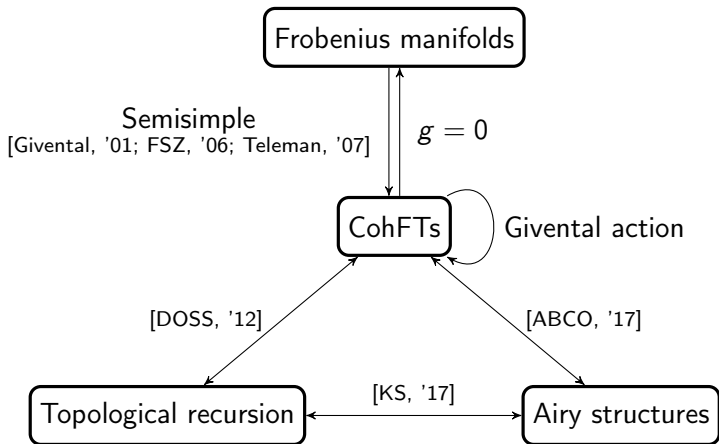 Frobenius manifolds
Semisimple
[Givental, '01; FSZ, '06; Teleman, '07]
g = 0
CohFTs
Givental action
[DOSS, '12]
[ABCO, '17]
[KS, '17]
Topological recursion
Airy structures